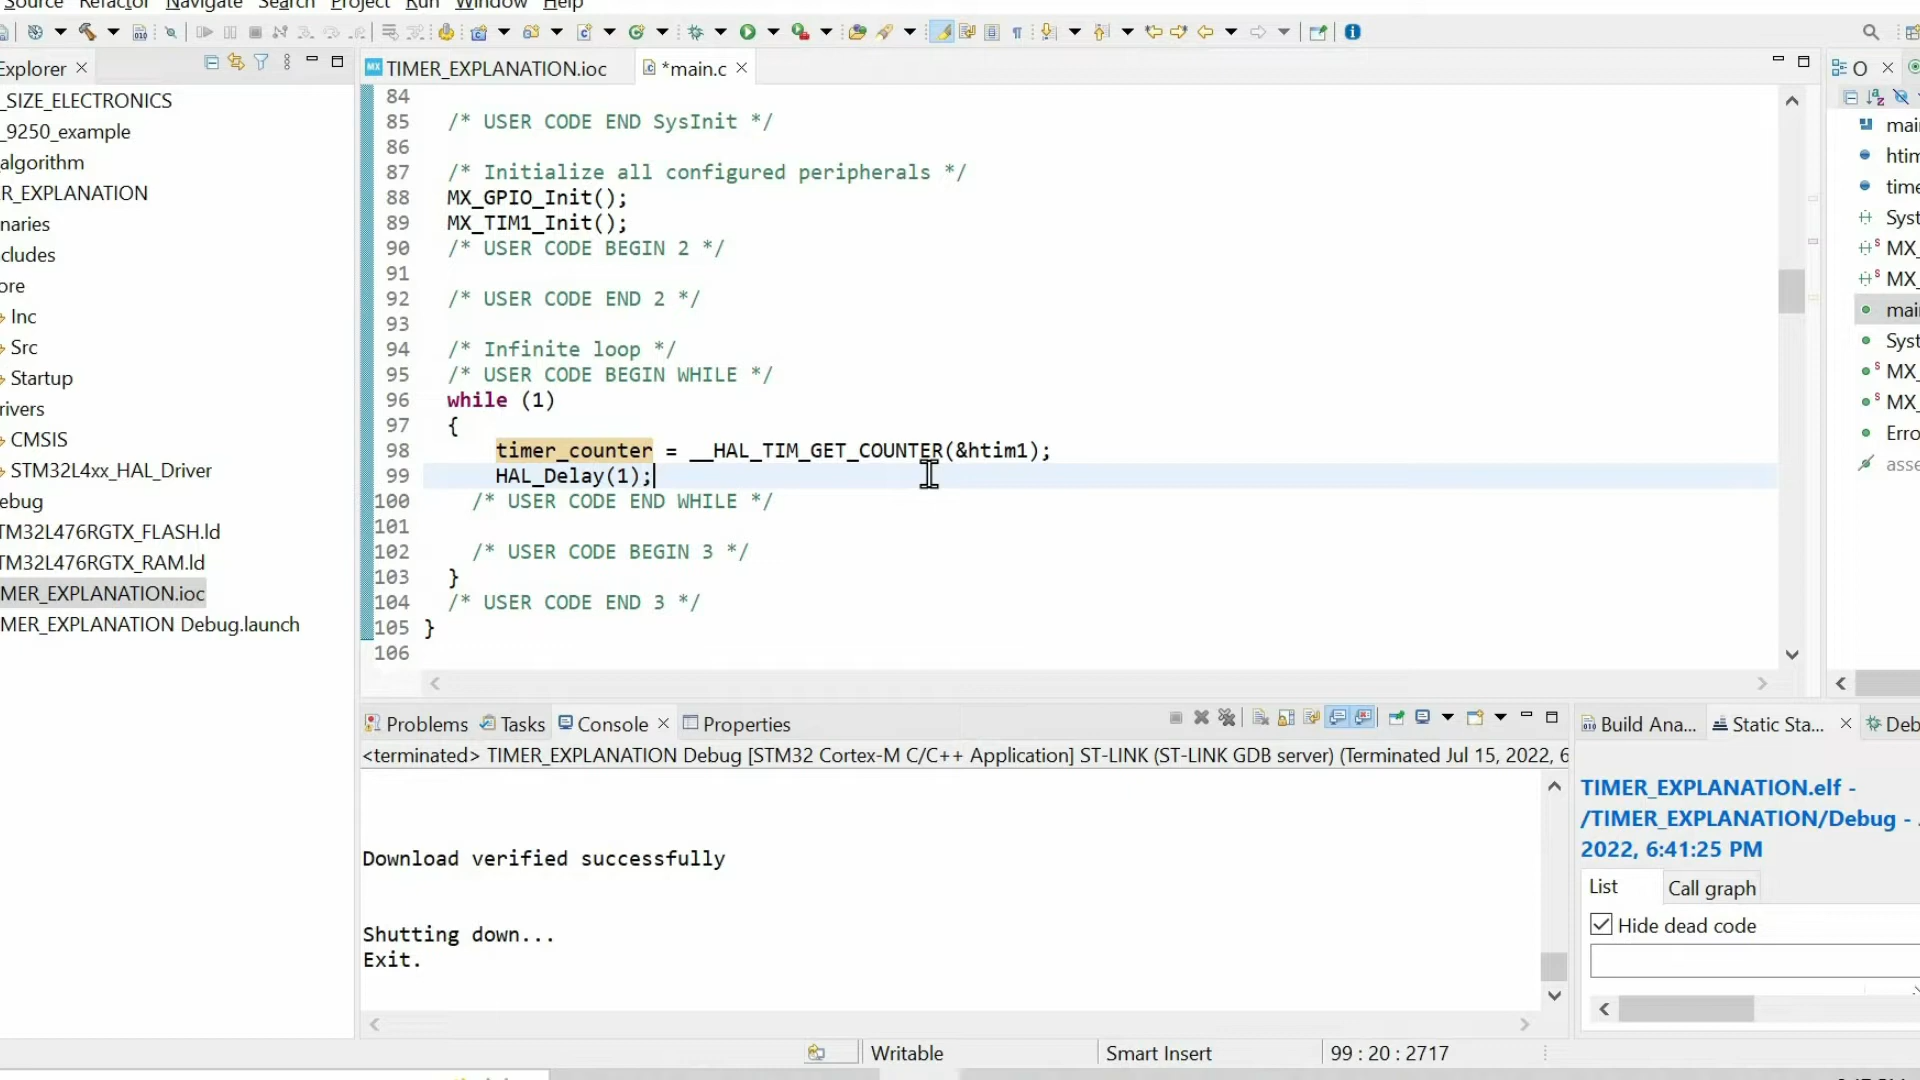 Source Refactor Navigate Search Project Run Window Help
Explorer
_SIZE_ELECTRONICS
_9250_example
algorithm
R_EXPLANATION
naries
cludes
ore
Inc
Src
Startup
rivers
CMSIS
STM32L4xx_HAL_Driver
ebug
TM32L476RGTX_FLASH.ld
TM32L476RGTX_RAM.ld
MER_EXPLANATION.ioc
MER_EXPLANATION Debug.launch
MX TIMER_EXPLANATION.ioc
*main.c
84
85 /* USER CODE END SysInit */
86
87 /* Initialize all configured peripherals */
88 MX_GPIO_Init();
89 MX_TIM1_Init();
90 /* USER CODE BEGIN 2 */
91
92 /* USER CODE END 2 */
93
94 /* Infinite loop */
95 /* USER CODE BEGIN WHILE */
96 while (1)
97 {
98 timer_counter = __HAL_TIM_GET_COUNTER(&htim1);
99 HAL_Delay(1);
100 /* USER CODE END WHILE */
101
102 /* USER CODE BEGIN 3 */
103 }
104 /* USER CODE END 3 */
105 }
106
O
mai
htim
time
Syst
MX_
MX_
mai
Syst
MX_
MX_
Erro
asse
Problems Tasks Console Properties
<terminated> TIMER_EXPLANATION Debug [STM32 Cortex-M C/C++ Application] ST-LINK (ST-LINK GDB server) (Terminated Jul 15, 2022, 6
Download verified successfully
Shutting down...
Exit.
Build Ana... Static Sta... Deb
TIMER_EXPLANATION.elf -
/TIMER_EXPLANATION/Debug -
2022, 6:41:25 PM
List Call graph
Hide dead code
Writable Smart Insert 99 : 20 : 2717